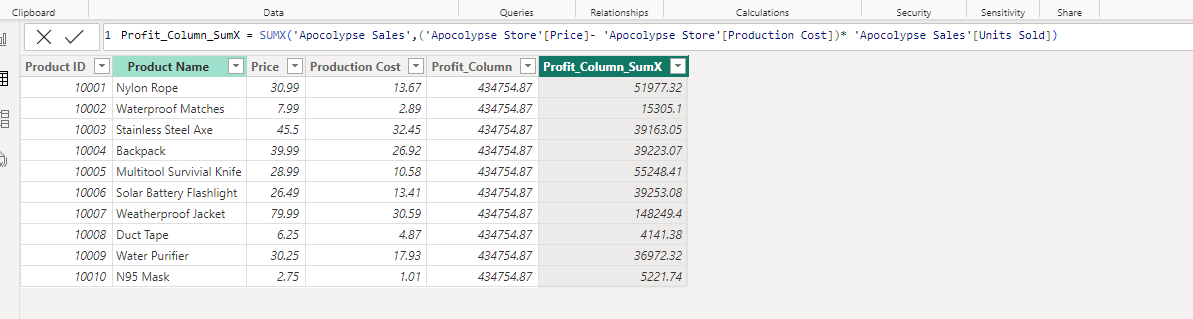 Clipboard Data Queries Relationships Calculations Security Sensitivity Share
1 Profit_Column_SumX = SUMX('Apocolypse Sales',('Apocolypse Store'[Price]- 'Apocolypse Store'[Production Cost])* 'Apocolypse Sales'[Units Sold])
Product ID Product Name Price Production Cost Profit_Column Profit_Column_SumX
10001 Nylon Rope 30.99 13.67 434754.87 51977.32
10002 Waterproof Matches 7.99 2.89 434754.87 15305.1
10003 Stainless Steel Axe 45.5 32.45 434754.87 39163.05
10004 Backpack 39.99 26.92 434754.87 39223.07
10005 Multitool Survivial Knife 28.99 10.58 434754.87 55248.41
10006 Solar Battery Flashlight 26.49 13.41 434754.87 39253.08
10007 Weatherproof Jacket 79.99 30.59 434754.87 148249.4
10008 Duct Tape 6.25 4.87 434754.87 4141.38
10009 Water Purifier 30.25 17.93 434754.87 36972.32
10010 N95 Mask 2.75 1.01 434754.87 5221.74